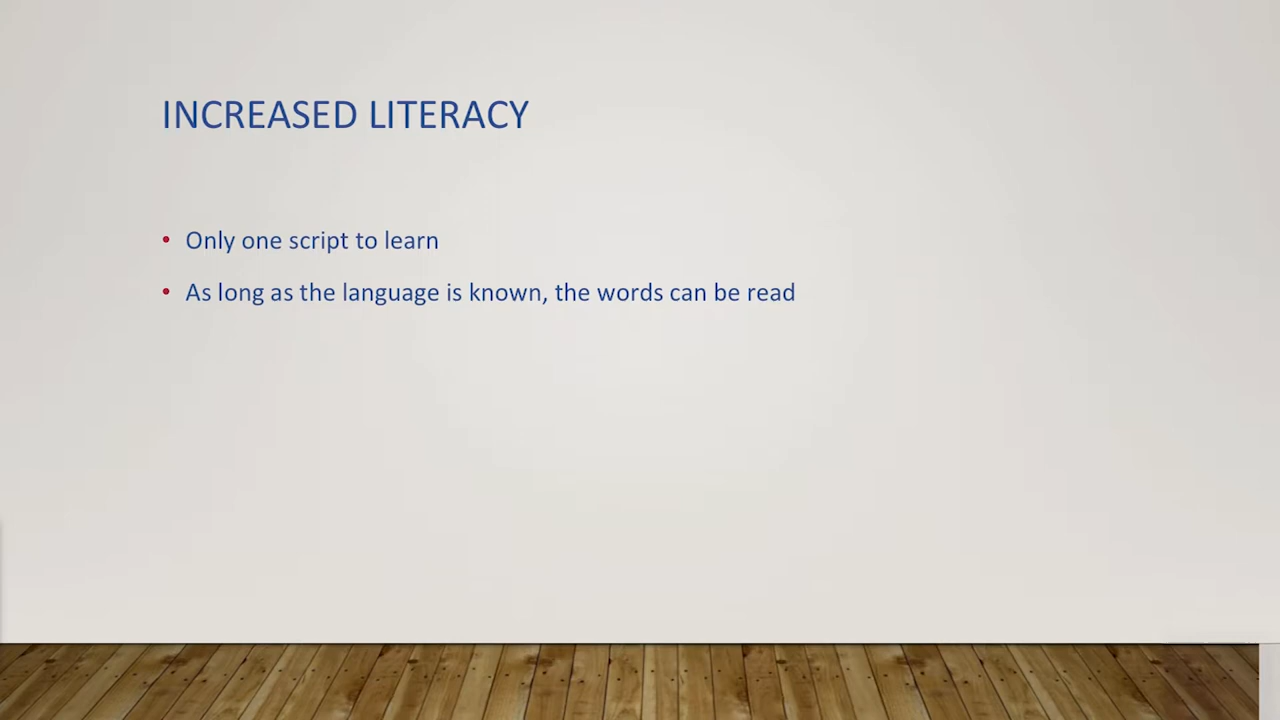 INCREASED LITERACY
• Only one script to learn
• As long as the language is known, the words can be read